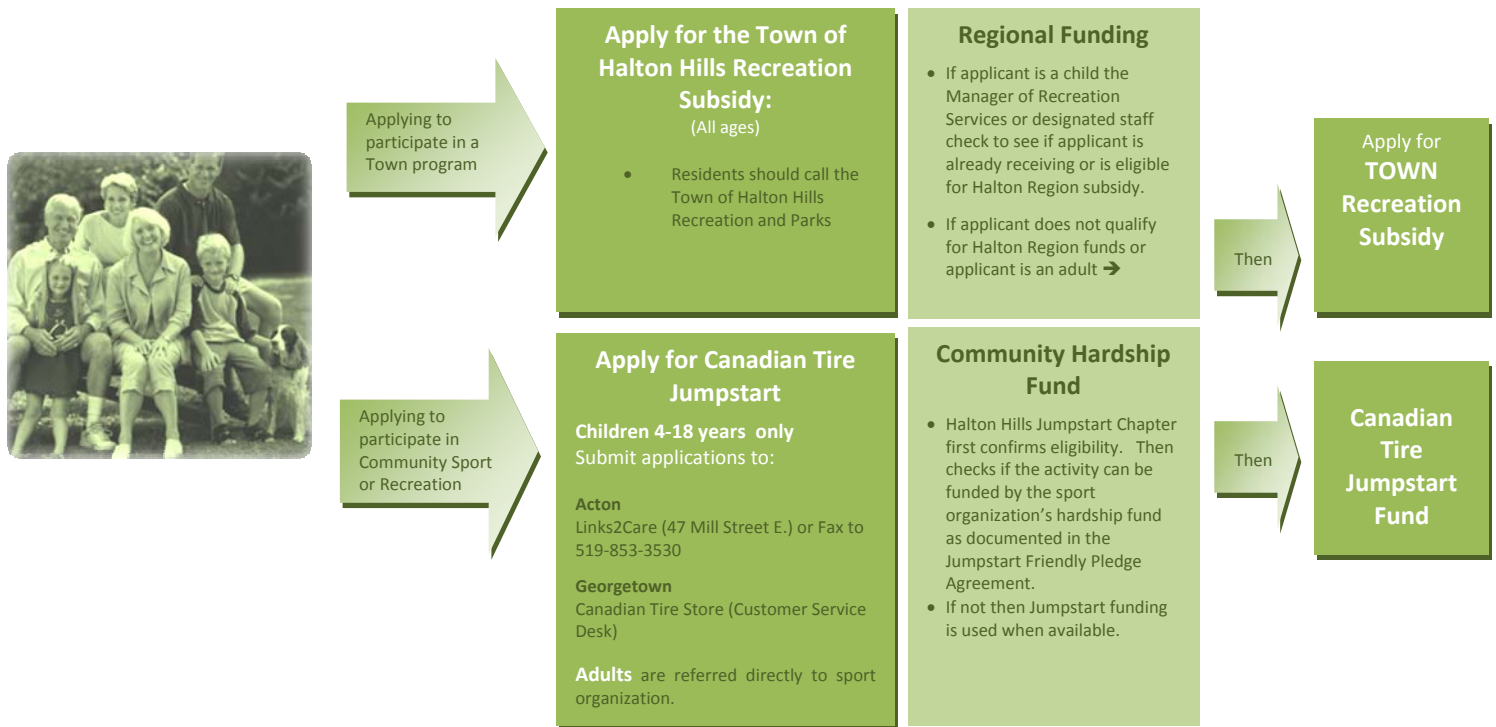 Applying to
participate in a
Town program
Apply for the Town of
Halton Hills Recreation
Subsidy:
(All ages)
• Residents should call the
Town of Halton Hills
Recreation and Parks
Regional Funding
• If applicant is a child the
Manager of Recreation
Services or designated staff
check to see if applicant is
already receiving or is eligible
for Halton Region subsidy.
• If applicant does not qualify
for Halton Region funds or
applicant is an adult ➔
Then
Apply for
TOWN
Recreation
Subsidy
Applying to
participate in
Community Sport
or Recreation
Apply for Canadian Tire
Jumpstart
Children 4-18 years only
Submit applications to:
Acton
Links2Care (47 Mill Street E.) or Fax to
519-853-3530
Georgetown
Canadian Tire Store (Customer Service
Desk)
Adults are referred directly to sport
organization.
Community Hardship
Fund
• Halton Hills Jumpstart Chapter
first confirms eligibility. Then
checks if the activity can be
funded by the sport
organization’s hardship fund
as documented in the
Jumpstart Friendly Pledge
Agreement.
• If not then Jumpstart funding
is used when available.
Then
Canadian
Tire
Jumpstart
Fund